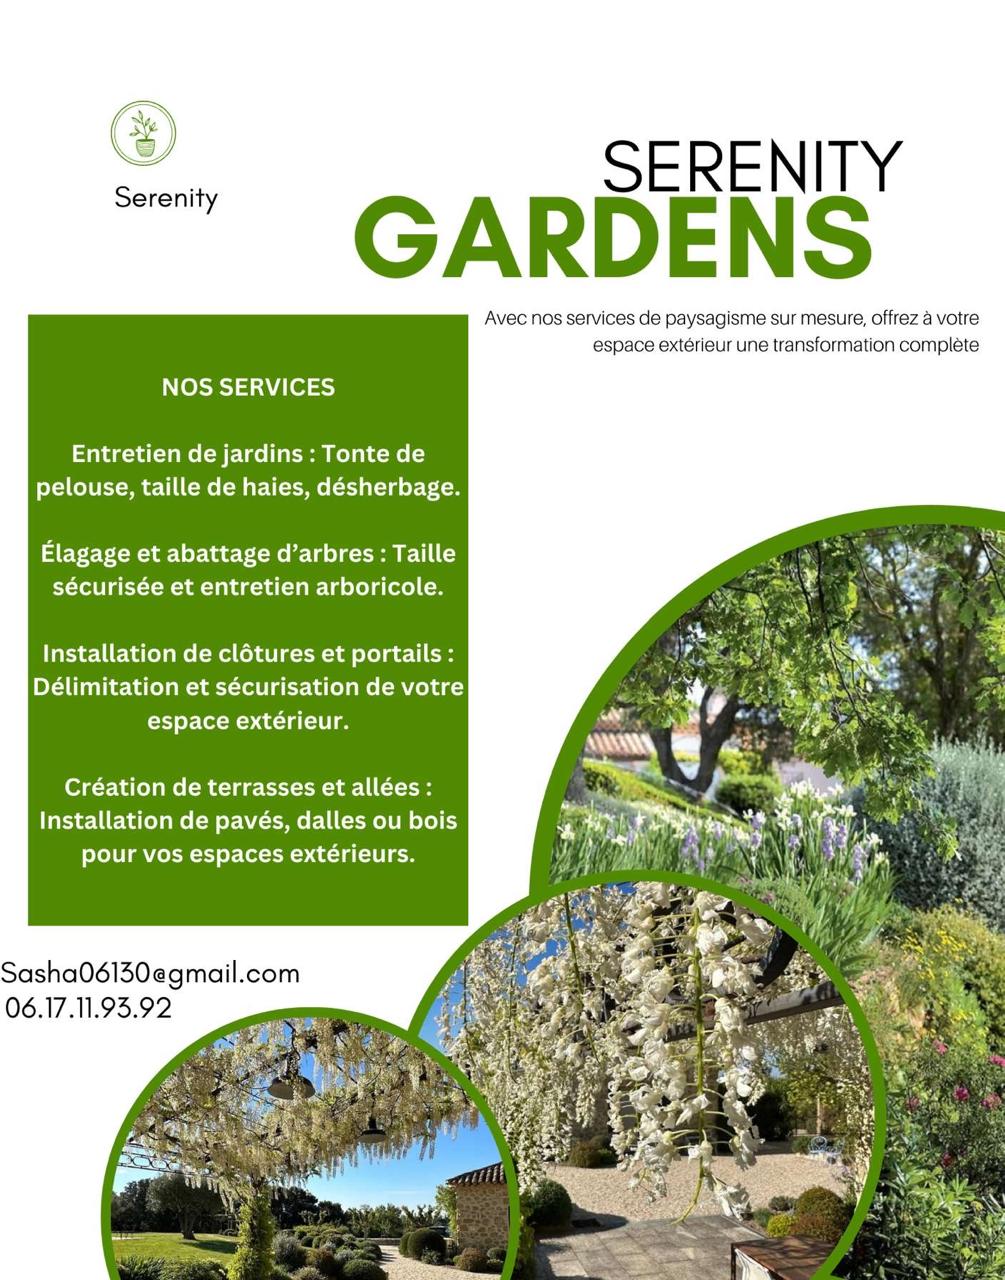 Serenity
SERENITY
GARDENS
Avec nos services de paysagisme sur mesure, offrez à votre
espace extérieur une transformation complète
NOS SERVICES
Entretien de jardins : Tonte de
pelouse, taille de haies, désherbage.
Élagage et abattage d’arbres : Taille
sécurisée et entretien arboricole.
Installation de clôtures et portails :
Délimitation et sécurisation de votre
espace extérieur.
Création de terrasses et allées :
Installation de pavés, dalles ou bois
pour vos espaces extérieurs.
Sasha06130@gmail.com
06.17.11.93.92